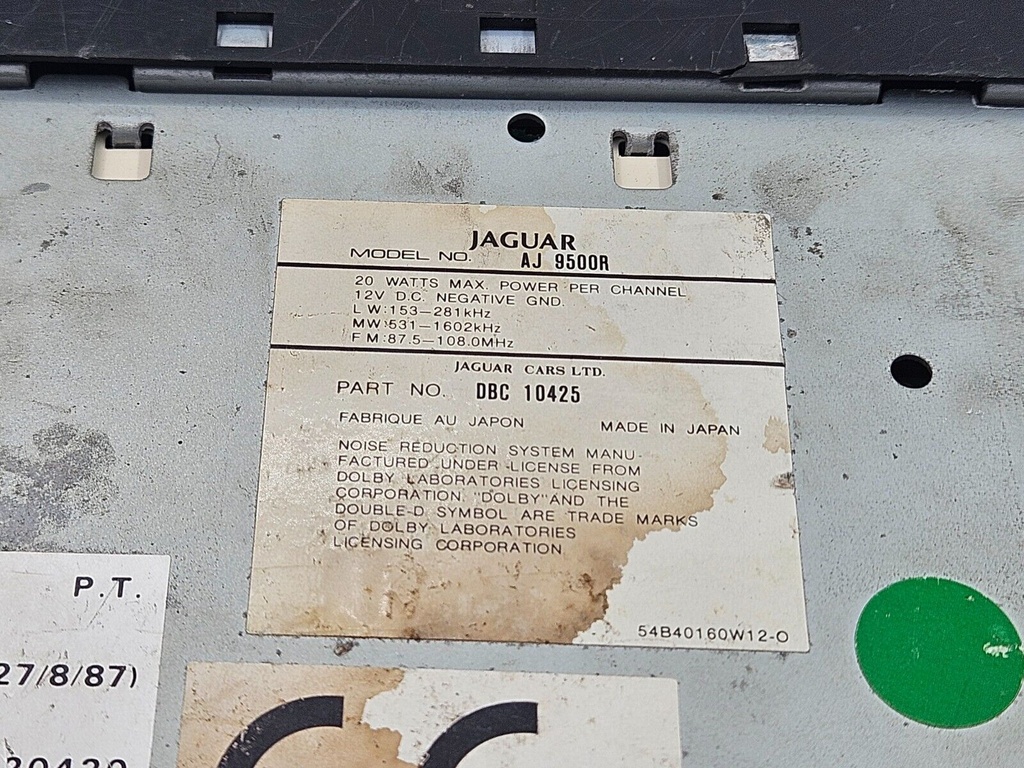 JAGUAR
MODEL NO. AJ 9500R
20 WATTS MAX. POWER PER CHANNEL
12V D.C. NEGATIVE GND.
LW:153-281kHz
MW:531-1602kHz
FM:87.5-108.0MHz
JAGUAR CARS LTD.
PART NO. DBC 10425
FABRIQUE AU JAPON MADE IN JAPAN
NOISE REDUCTION SYSTEM MANU-
FACTURED UNDER LICENSE FROM
DOLBY LABORATORIES LICENSING
CORPORATION. "DOLBY" AND THE
DOUBLE-D SYMBOL ARE TRADE MARKS
OF DOLBY LABORATORIES
LICENSING CORPORATION
54B40160W12-O
P.T.
27/8/87)
CE